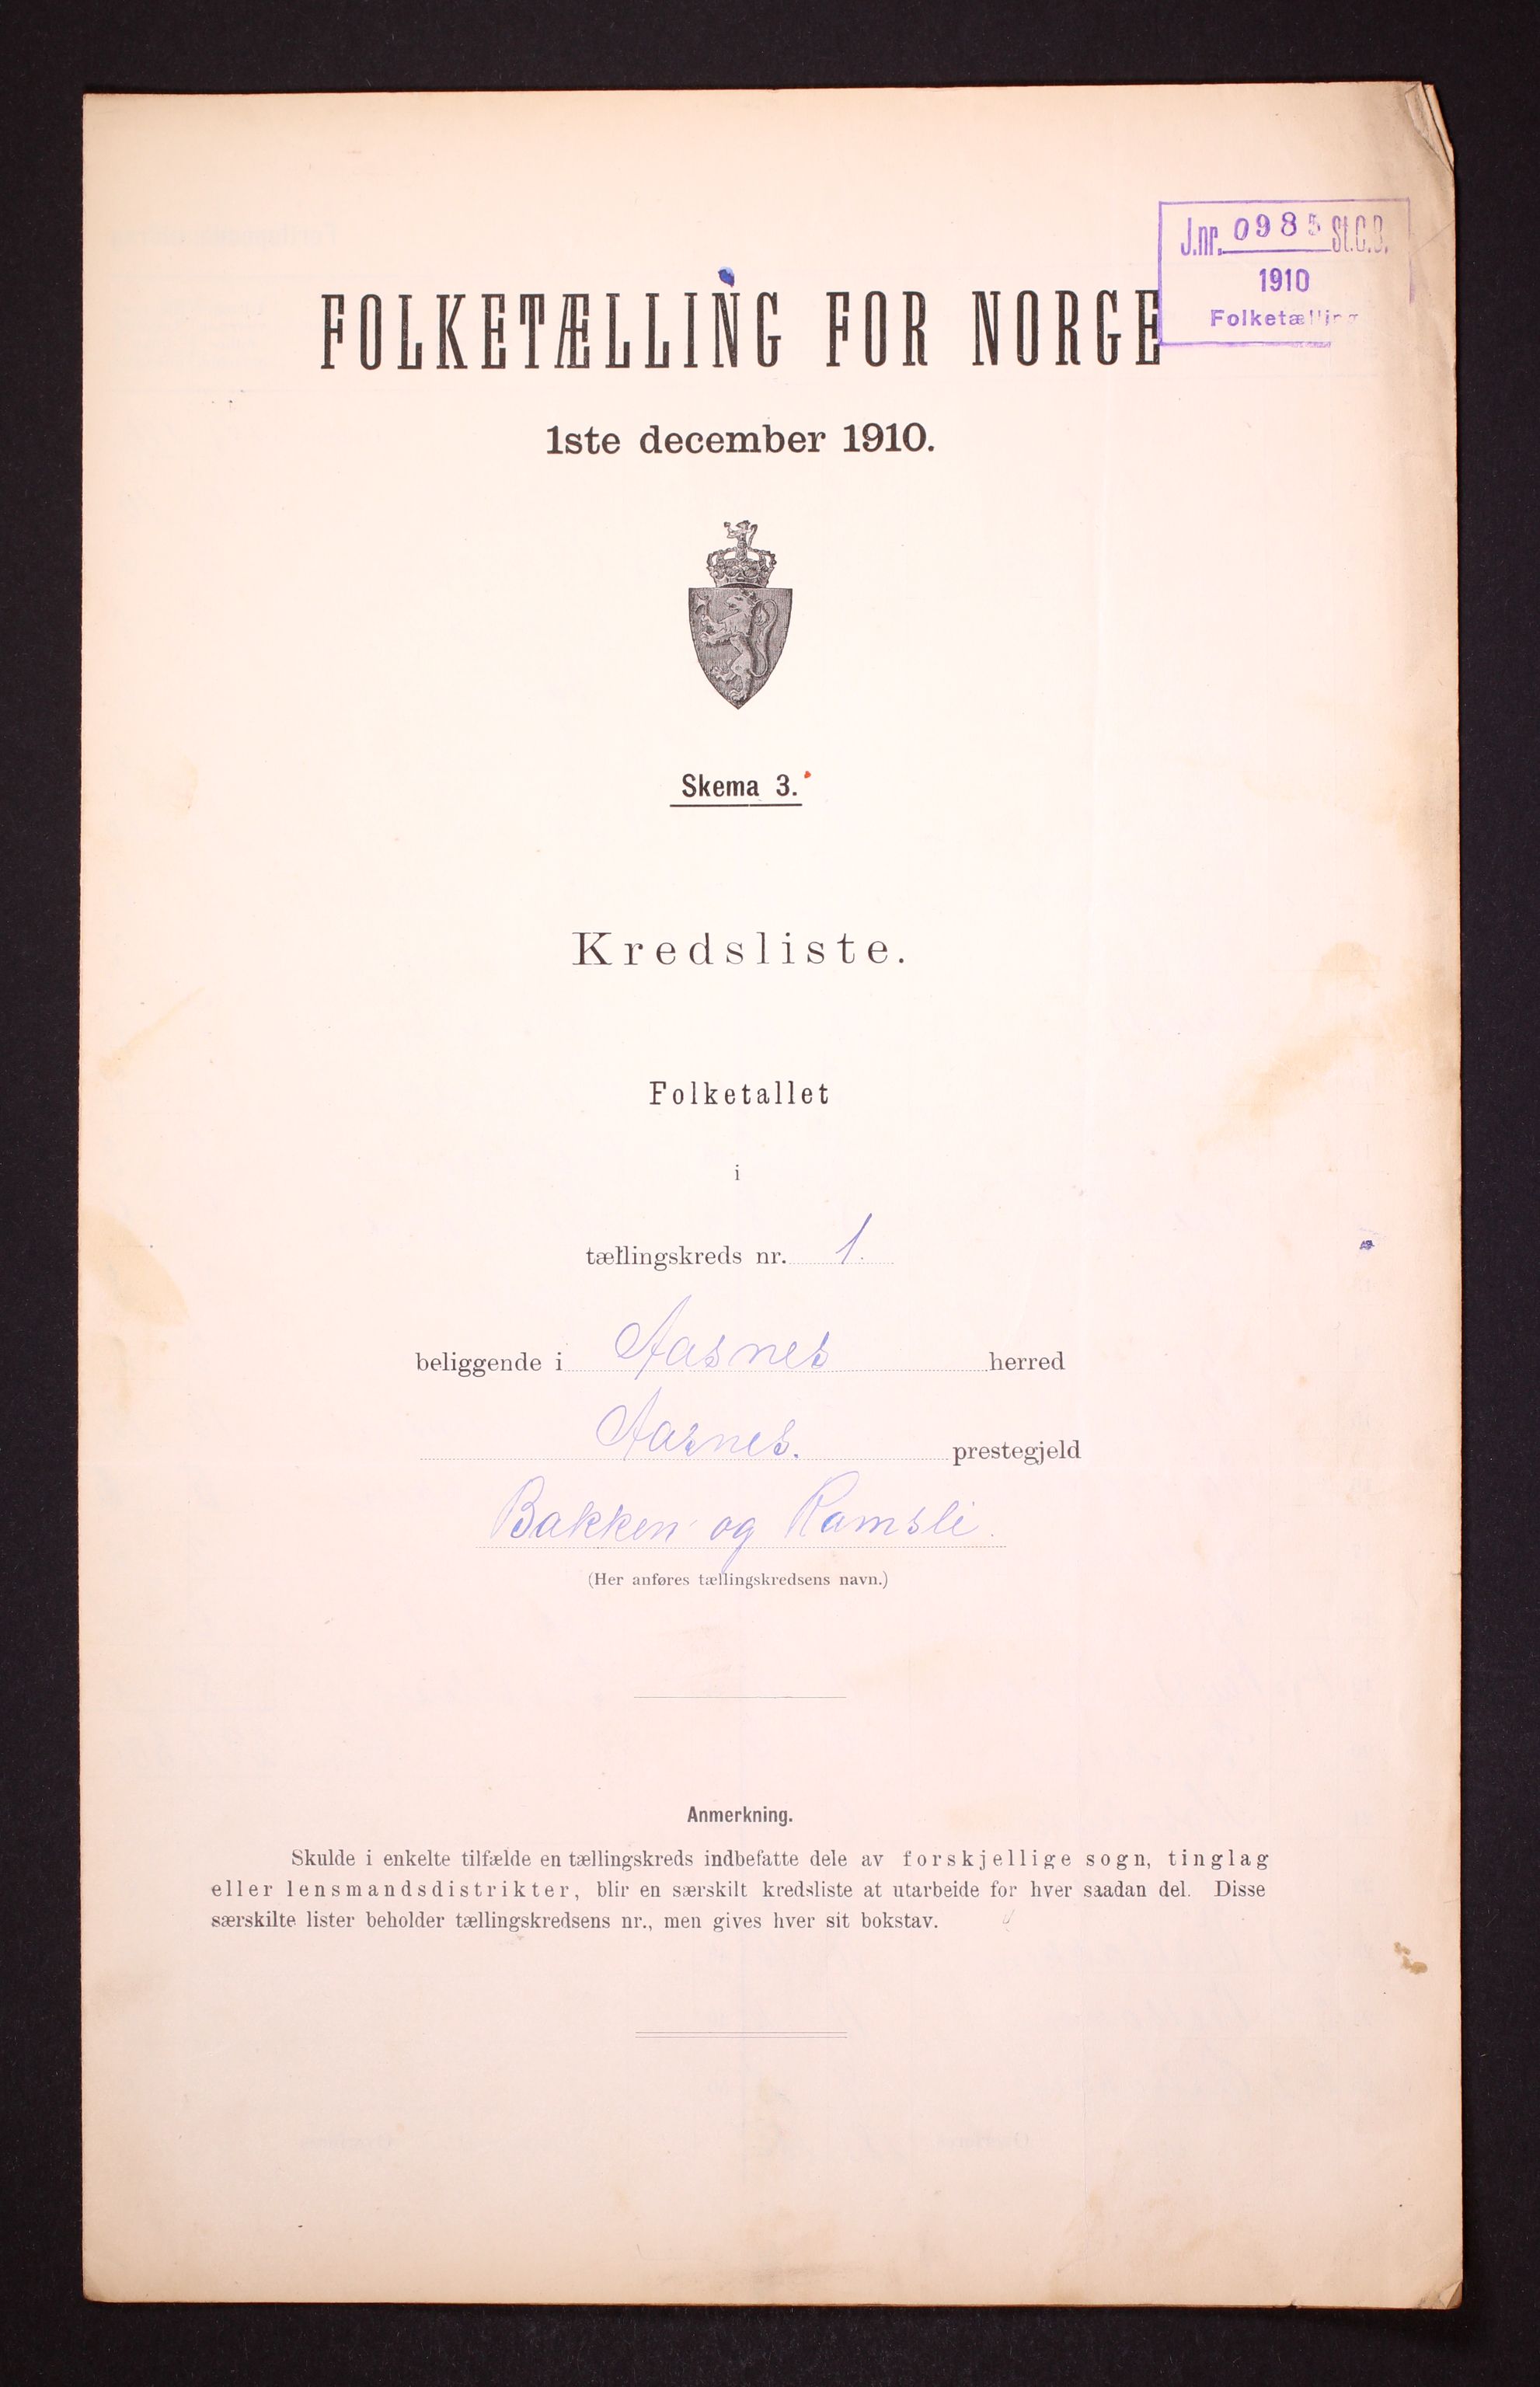 J.nr. 0985 St.C.B.
1910
Folketælling
FOLKETÆLLING FOR NORGE
1ste december 1910.
Skema 3.
Kredsliste.
Folketallet
i
tællingskreds nr. 1.
beliggende i Aasnes herred
Aasnes. prestegjeld
Bakken og Ramsli.
(Her anføres tællingskredsens navn.)
Anmerkning.
Skulde i enkelte tilfælde en tællingskreds indbefatte dele av forskjellige sogn, tinglag
eller lensmandsdistrikter, blir en særskilt kredsliste at utarbeide for hver saadan del. Disse
særskilte lister beholder tællingskredsens nr., men gives hver sit bokstav.